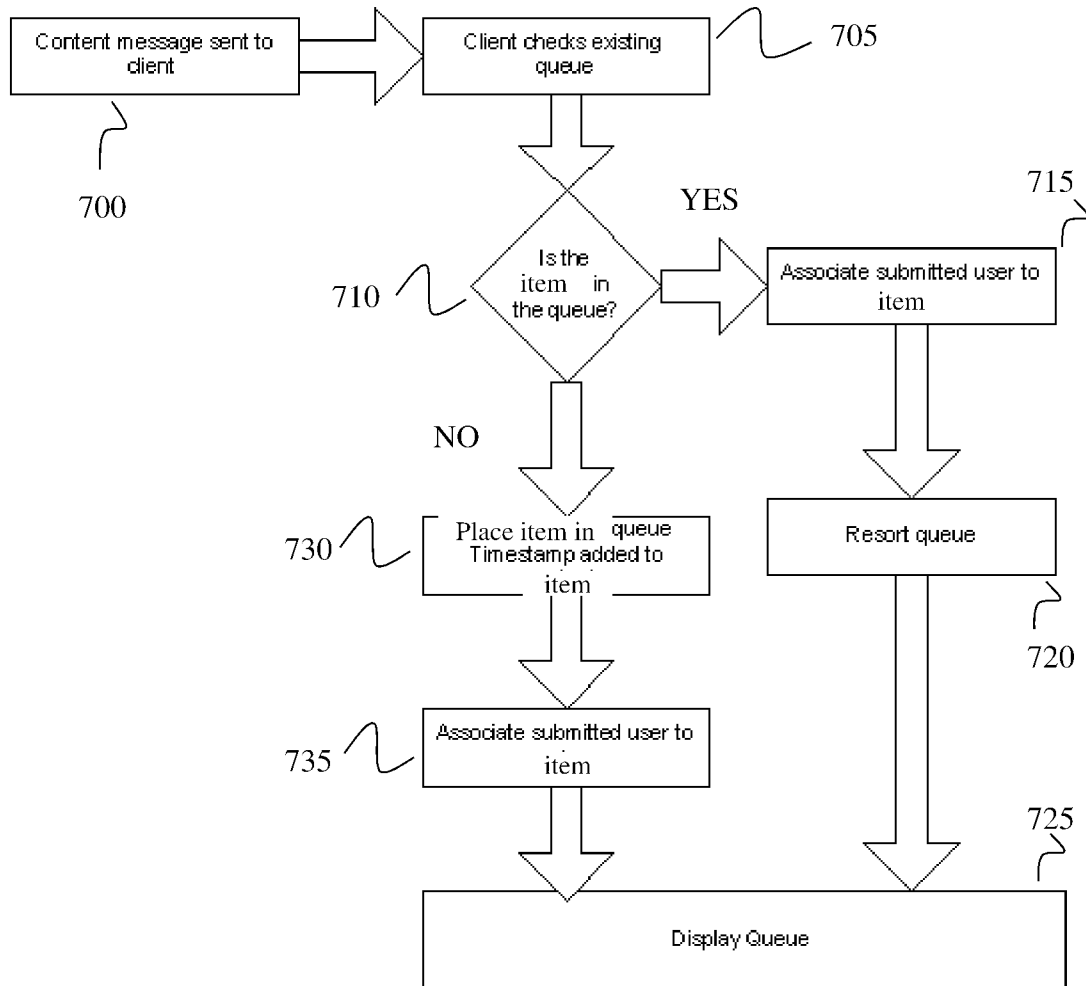 Content message sent to
client
700
Client checks existing
queue
705
Is the
item in
the queue?
710
YES
715
Associate submitted user to
item
Resort queue
720
NO
730
Place item in queue
Timestamp added to
item
735
Associate submitted user to
item
725
Display Queue